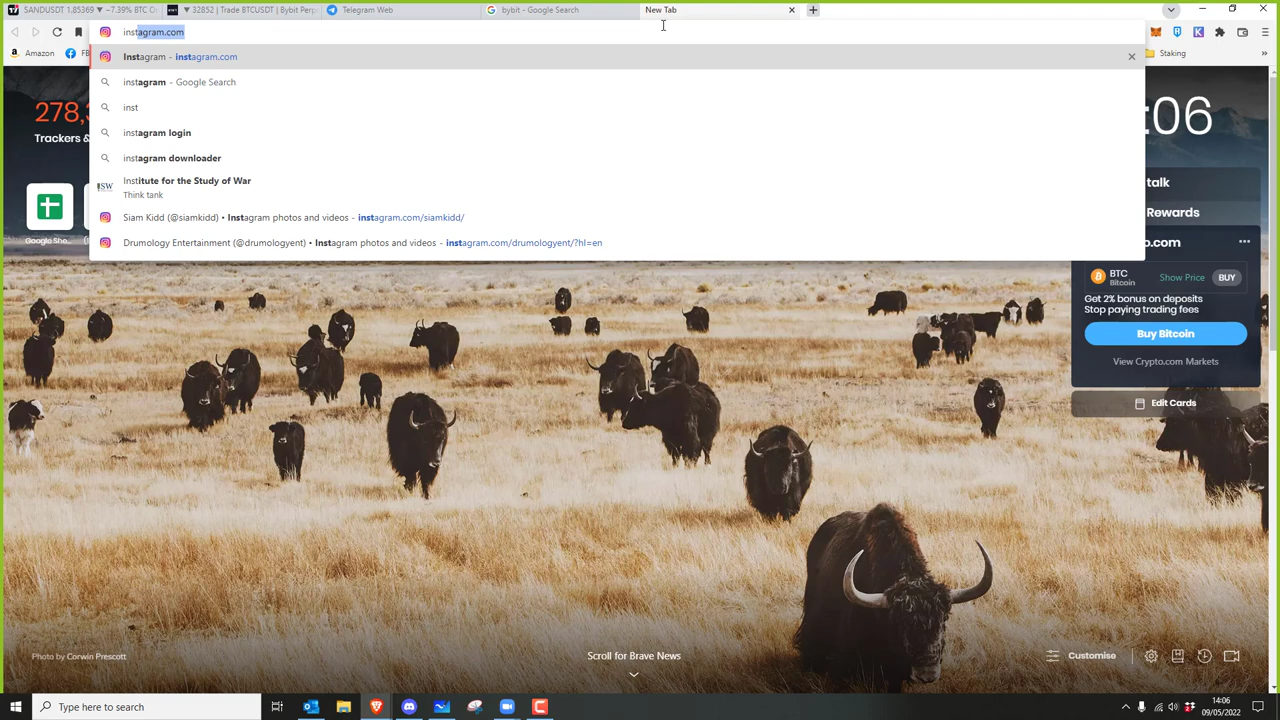 SANDUSDT 1.85369 ▼ −7.39% BTC C
▼ 32852 | Trade BTCUSDT | Bybit Perp
Telegram Web
bybit - Google Search
New Tab
instagram.com
Amazon
FB
Staking
Instagram - instagram.com
instagram - Google Search
inst
instagram login
instagram downloader
ISW
Institute for the Study of War
Think tank
Siam Kidd (@siamkidd) • Instagram photos and videos - instagram.com/siamkidd/
Drumology Entertainment (@drumologyent) • Instagram photos and videos - instagram.com/drumologyent/?hl=en
278,
Trackers &
:06
talk
Rewards
Google She...
o.com
BTC
Bitcoin
Show Price
BUY
Get 2% bonus on deposits
Stop paying trading fees
Buy Bitcoin
View Crypto.com Markets
Edit Cards
Photo by Corwin Prescott
Scroll for Brave News
Customise
Type here to search
14:06
09/05/2022